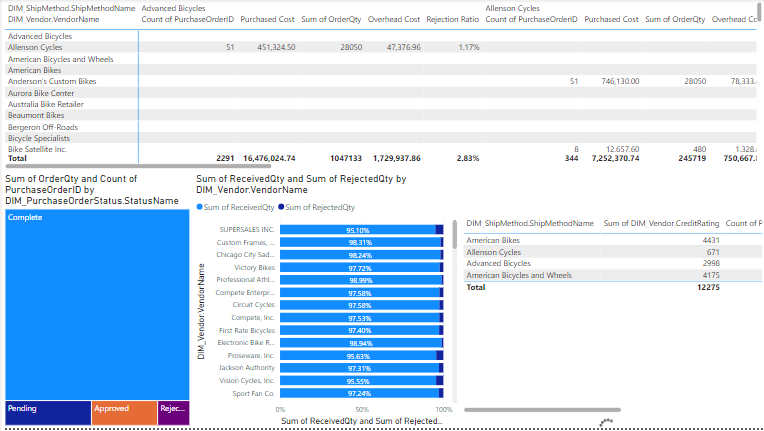 DIM_ShipMethod.ShipMethodName Advanced Bicycles Allenson Cycles
DIM_Vendor.VendorName Count of PurchaseOrderID Purchased Cost Sum of OrderQty Overhead Cost Rejection Ratio Count of PurchaseOrderID Purchased Cost Sum of OrderQty Overhead Co
Advanced Bicycles
Allenson Cycles 51 451,324.50 28050 47,376.96 1.17%
American Bicycles and Wheels
American Bikes
Anderson's Custom Bikes 51 746,130.00 28050 78,333.
Aurora Bike Center
Australia Bike Retailer
Beaumont Bikes
Bergeron Off-Roads
Bicycle Specialists
Bike Satellite Inc. 8 12,657.60 480 1,328.
Total 2291 16,476,024.74 1047133 1,729,937.86 2.83% 344 7,252,370.74 245719 750,667.
Sum of OrderQty and Count of
PurchaseOrderID by
DIM_PurchaseOrderStatus.StatusName
Complete
Pending Approved Rejec...
Sum of ReceivedQty and Sum of RejectedQty by
DIM_Vendor.VendorName
Sum of ReceivedQty Sum of RejectedQty
DIM_Vendor.VendorName
SUPERSALES INC. 95.10%
Custom Frames, ... 98.31%
Chicago City Sad... 98.24%
Victory Bikes 97.72%
Professional Athl... 98.99%
Compete Enterpr... 97.58%
Circuit Cycles 97.58%
Compete, Inc. 97.53%
First Rate Bicycles 97.40%
Electronic Bike R... 98.94%
Proseware, Inc. 95.63%
Jackson Authority 97.31%
Vision Cycles, Inc. 95.55%
Sport Fan Co. 97.24%
0% 50% 100%
Sum of ReceivedQty and Sum of Rejected...
DIM_ShipMethod.ShipMethodName Sum of DIM_Vendor.CreditRating Count of P
American Bikes 4431
Allenson Cycles 671
Advanced Bicycles 2998
American Bicycles and Wheels 4175
Total 12275